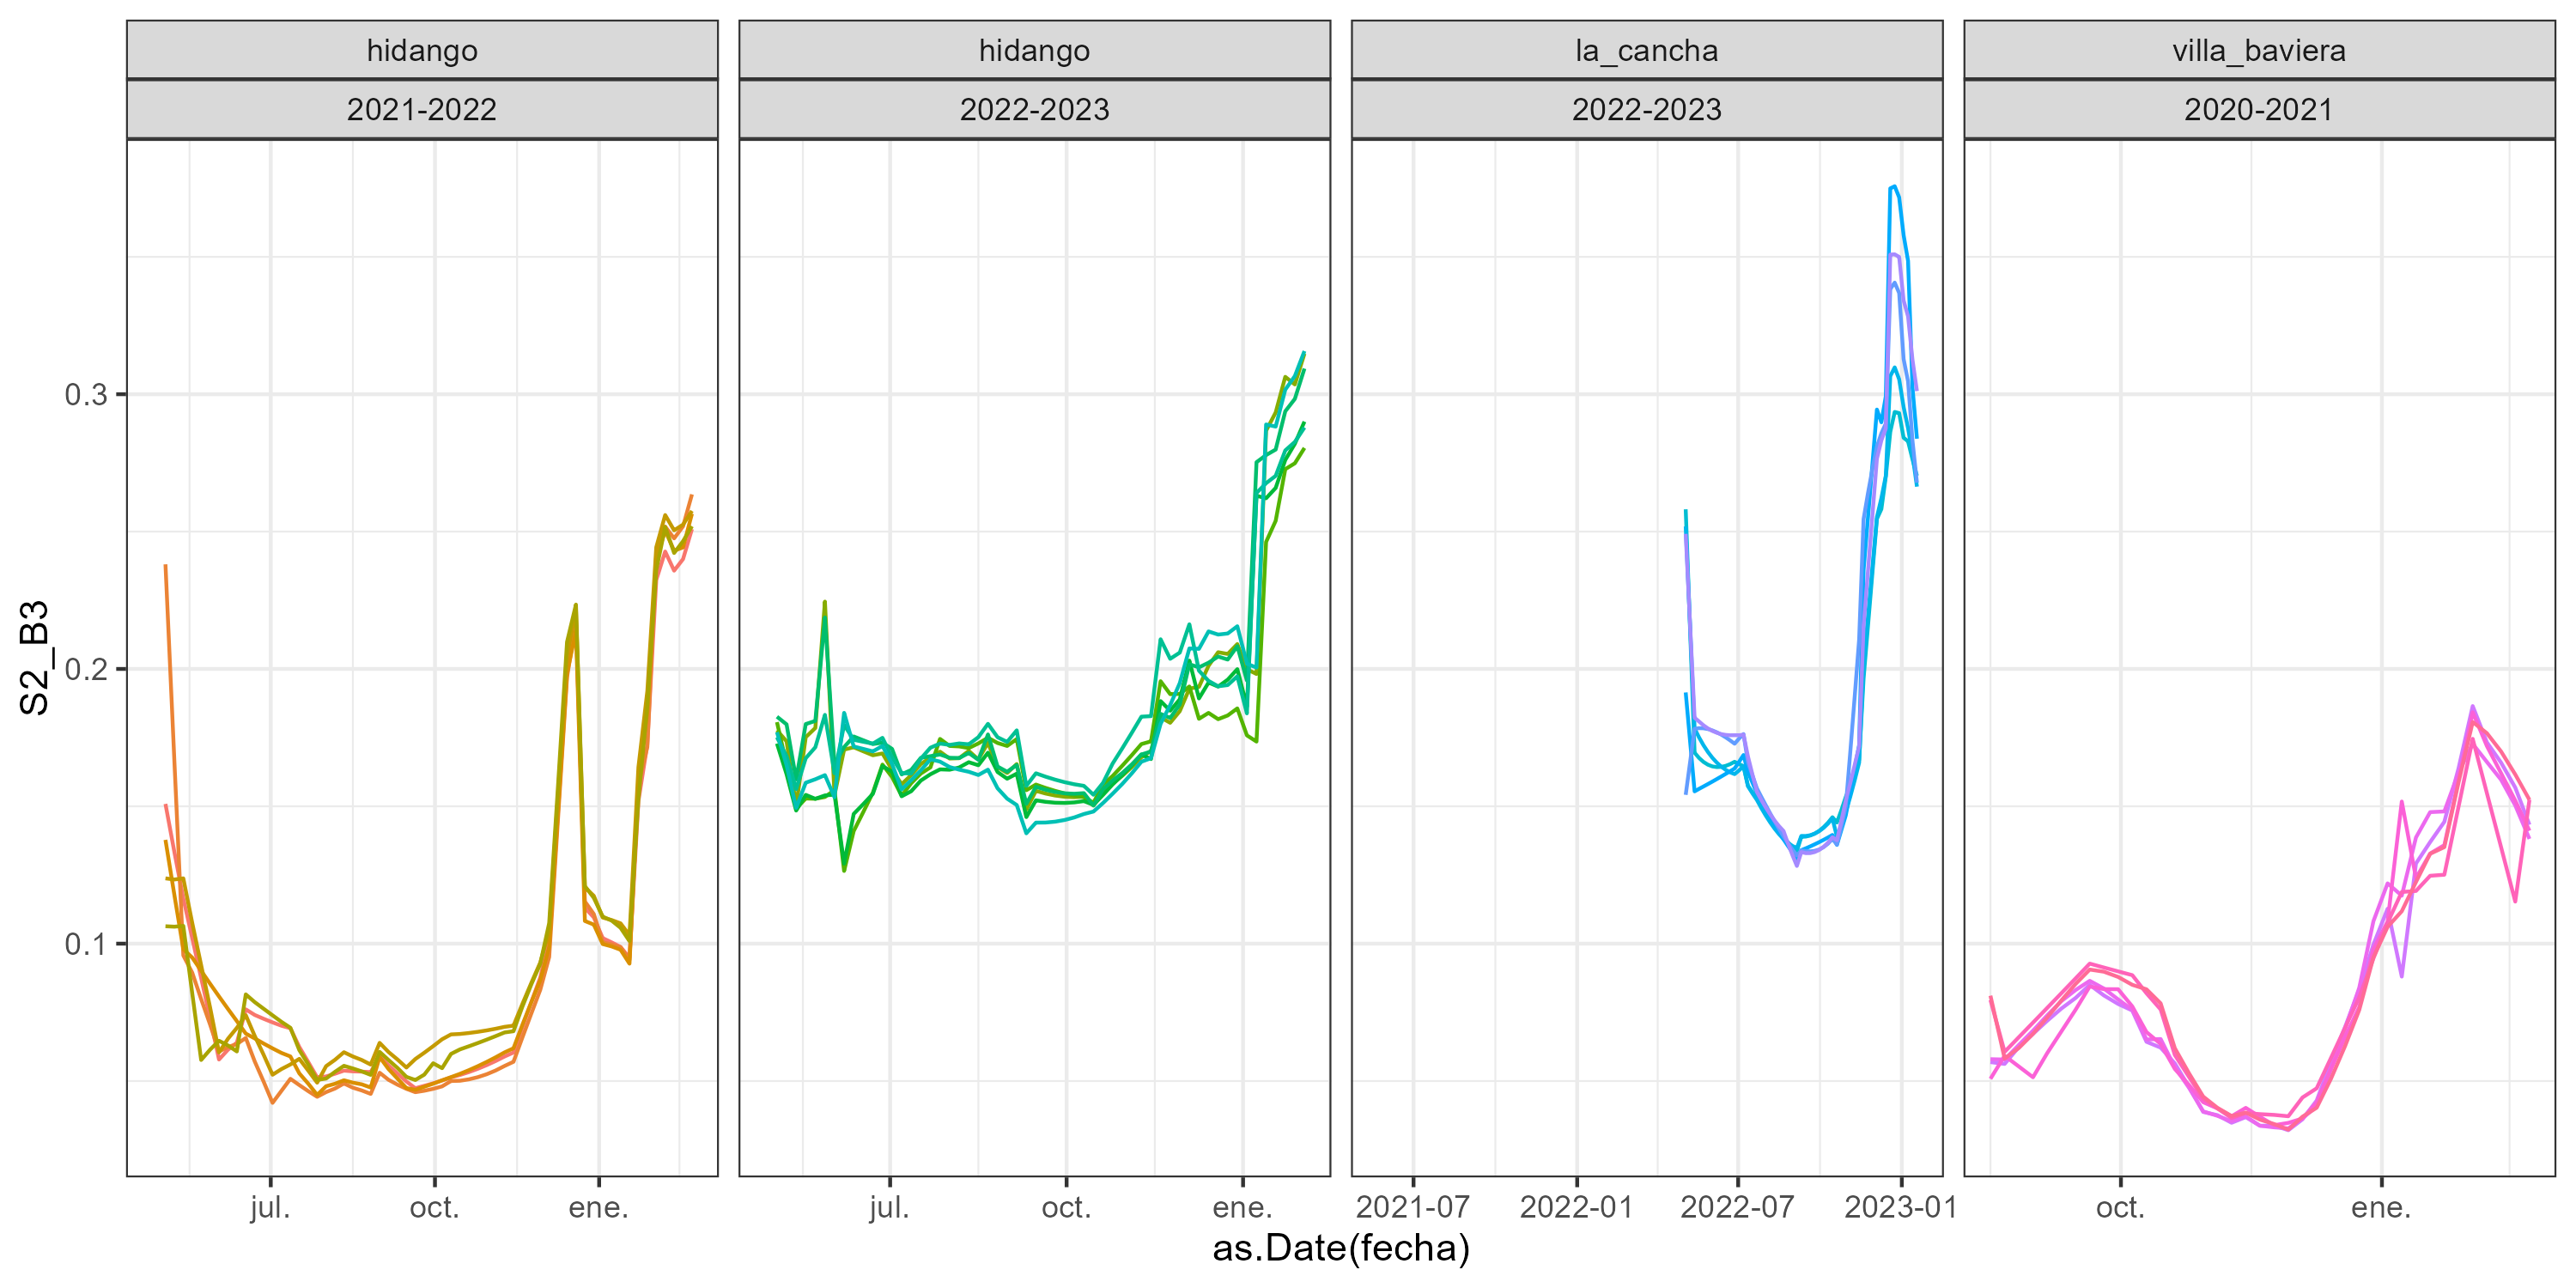 hidango hidango la_cancha villa_baviera
2021-2022 2022-2023 2022-2023 2020-2021
0.3
0.2
0.1
S2_B3
jul. oct. ene. jul. oct. ene. 2021-07 2022-01 2022-07 2023-01 oct. ene.
as.Date(fecha)